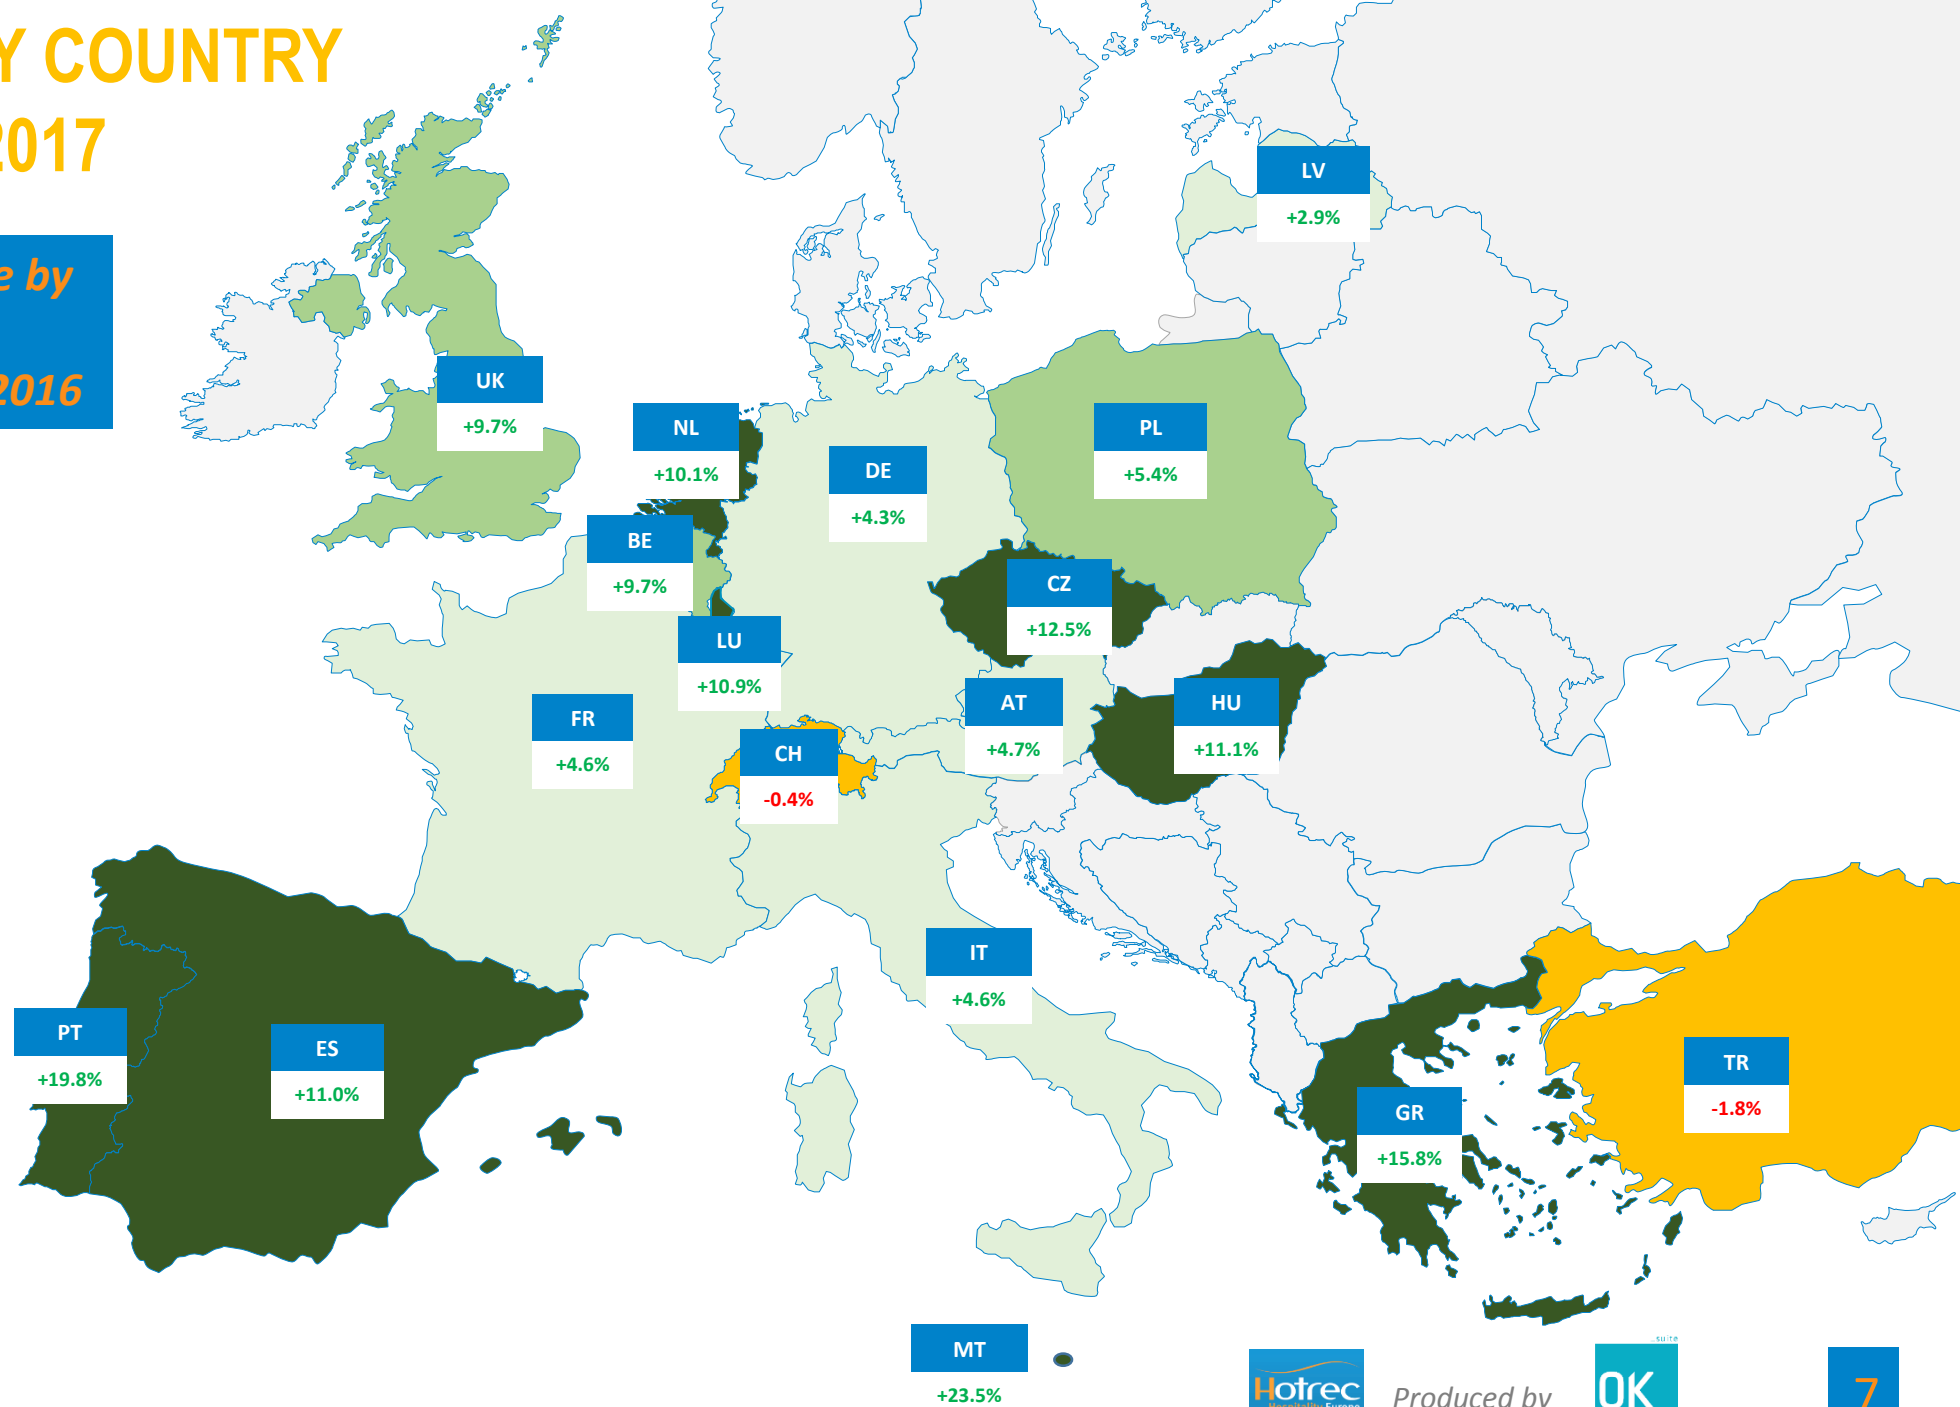 Y COUNTRY
2017
e by
2016
LV
+2.9%
UK
+9.7%
NL
+10.1%
PL
+5.4%
DE
+4.3%
BE
+9.7%
CZ
+12.5%
LU
+10.9%
FR
+4.6%
AT
+4.7%
HU
+11.1%
CH
-0.4%
IT
+4.6%
PT
+19.8%
ES
+11.0%
TR
-1.8%
GR
+15.8%
MT
+23.5%
Hotrec
Hospitality Europe
Produced by
suite
OK
7